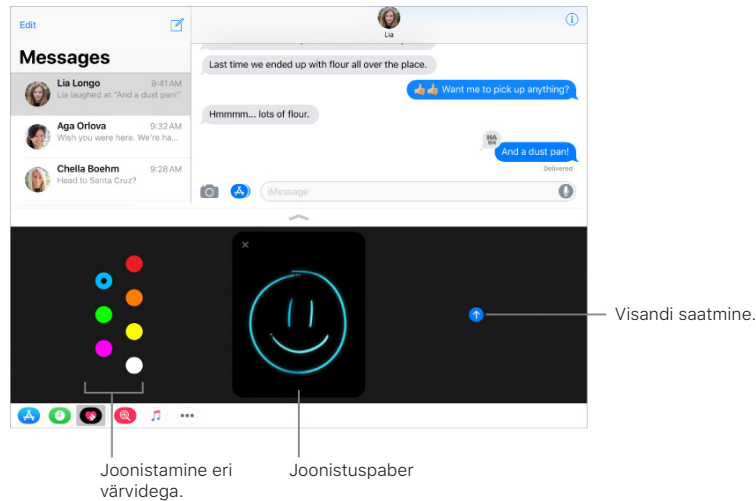 Edit
Lia
Messages
Lia Longo 9:41 AM
Lia laughed at "And a dust pan!"
Aga Orlova 9:32 AM
Wish you were here. We're ha...
Chella Boehm 9:28 AM
Head to Santa Cruz?
Last time we ended up with flour all over the place.
👍👍 Want me to pick up anything?
Hmmmm... lots of flour.
HA HA
And a dust pan!
Delivered
iMessage
Visandi saatmine.
Joonistamine eri
värvidega.
Joonistuspaber